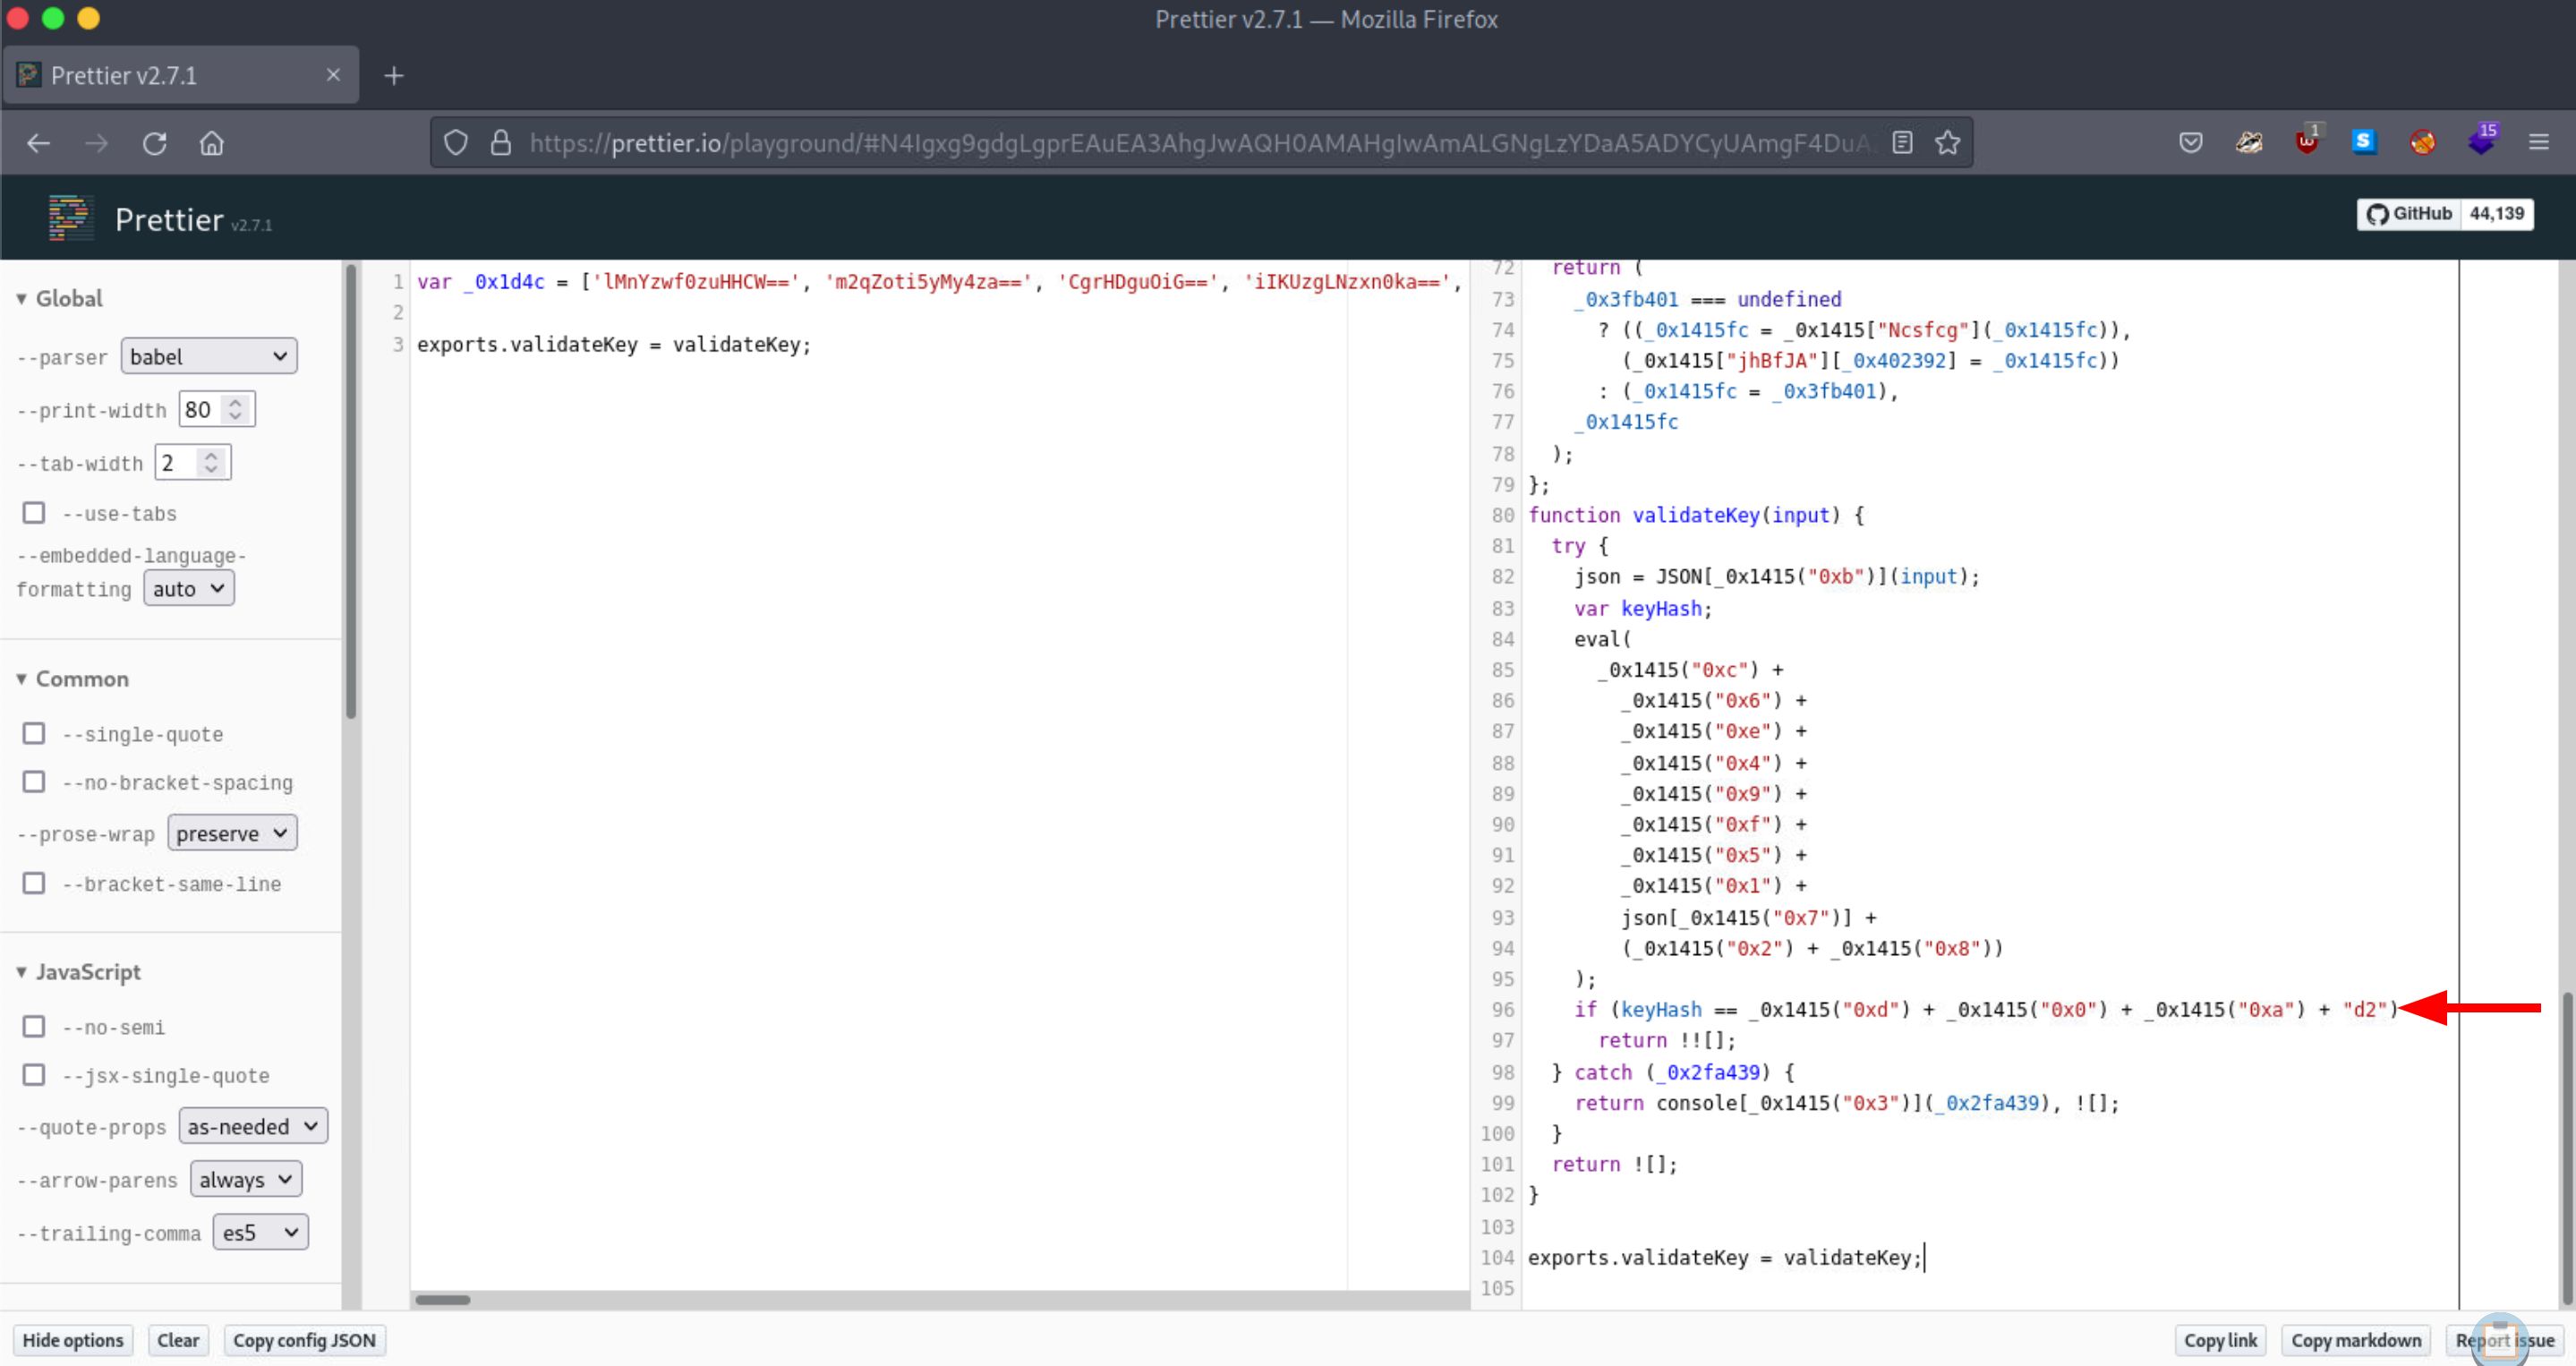 Prettier v2.7.1 — Mozilla Firefox
Prettier v2.7.1
https://prettier.io/playground/#N4Igxg9gdgLgprEAuEA3AhgJwAQH0AMAHgIwAmALGNgLzYDaA5ADYCyUAmgF4DuA
1
15
Prettier v2.7.1
GitHub 44,139
▼ Global
--parser babel
--print-width 80
--tab-width 2
--use-tabs
--embedded-language-
formatting auto
▼ Common
--single-quote
--no-bracket-spacing
--prose-wrap preserve
--bracket-same-line
▼ JavaScript
--no-semi
--jsx-single-quote
--quote-props as-needed
--arrow-parens always
--trailing-comma es5
1 var _0x1d4c = ['lMnYzwf0zuHHCW==', 'm2qZoti5yMy4za==', 'CgrHDguOiG==', 'iIKUzgLNzxn0ka==',
2
3 exports.validateKey = validateKey;
72 return (
73 _0x3fb401 === undefined
74 ? ((_0x1415fc = _0x1415["Ncsfcg"](_0x1415fc)),
75 (_0x1415["jhBfJA"][_0x402392] = _0x1415fc))
76 : (_0x1415fc = _0x3fb401),
77 _0x1415fc
78 );
79 };
80 function validateKey(input) {
81 try {
82 json = JSON[_0x1415("0xb")](input);
83 var keyHash;
84 eval(
85 _0x1415("0xc") +
86 _0x1415("0x6") +
87 _0x1415("0xe") +
88 _0x1415("0x4") +
89 _0x1415("0x9") +
90 _0x1415("0xf") +
91 _0x1415("0x5") +
92 _0x1415("0x1") +
93 json[_0x1415("0x7")] +
94 (_0x1415("0x2") + _0x1415("0x8"))
95 );
96 if (keyHash == _0x1415("0xd") + _0x1415("0x0") + _0x1415("0xa") + "d2")
97 return !![];
98 } catch (_0x2fa439) {
99 return console[_0x1415("0x3")](_0x2fa439), ![];
100 }
101 return ![];
102 }
103
104 exports.validateKey = validateKey;
105
Hide options Clear Copy config JSON
Copy link Copy markdown Report issue